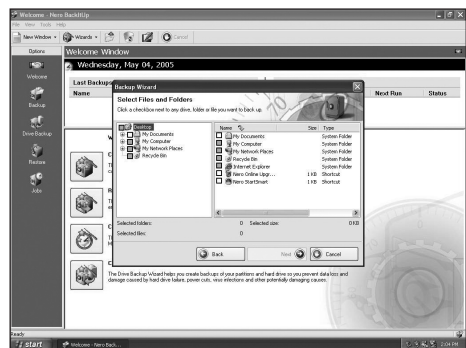 Welcome - Nero BackItUp
File View Tools Help
New Window
Wizards
Cancel
Options
Welcome Window
Wednesday, May 04, 2005
Last Backups
Name
Next Run
Status
Welcome
Backup
Drive Backup
Restore
Jobs
Backup Wizard
Select Files and Folders
Click a checkbox next to any drive, folder or file you want to back up.
Desktop
My Documents
My Computer
My Network Places
Recycle Bin
Name Size Type
My Documents System Folder
My Computer System Folder
My Network Places System Folder
Recycle Bin System Folder
Internet Explorer System Folder
Nero Online Upgr... 1 KB Shortcut
Nero StartSmart 1 KB Shortcut
Selected folders: 0 Selected size: 0 KB
Selected files: 0
Back
Next
Cancel
The Drive Backup Wizard helps you create backups of your partitions and hard drive so you prevent data loss and
damage caused by hard drive failure, power cuts, virus infections and other potentially damaging causes.
Ready
start
Welcome - Nero Back...
2:04 PM